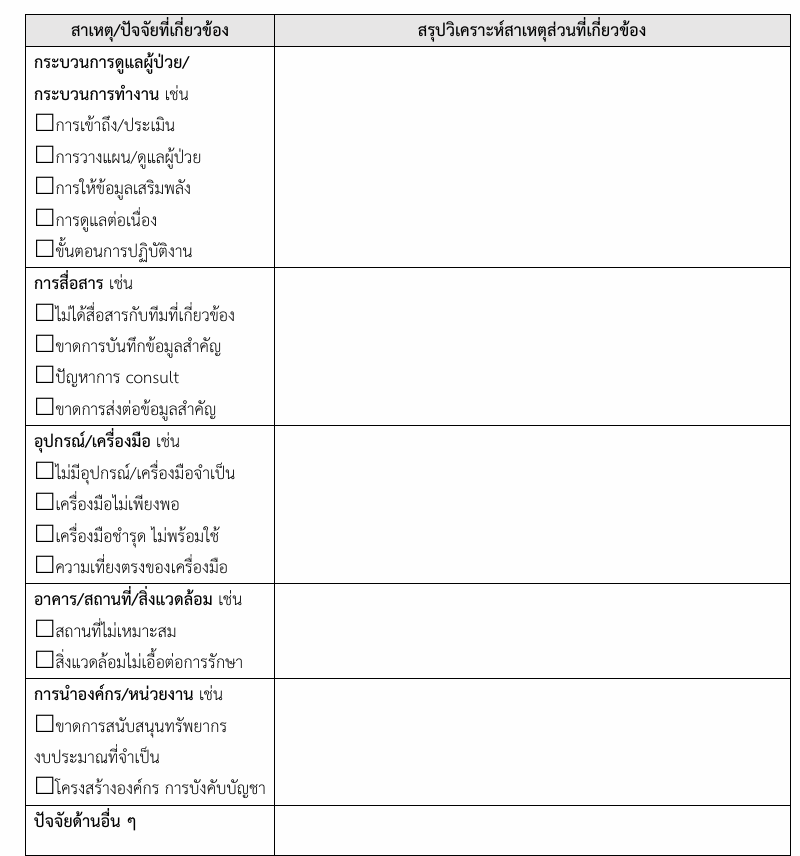 สาเหตุ/ปัจจัยที่เกี่ยวข้อง สรุปวิเคราะห์สาเหตุส่วนที่เกี่ยวข้อง
กระบวนการดูแลผู้ป่วย/
กระบวนการทำงาน เช่น
☐การเข้าถึง/ประเมิน
☐การวางแผน/ดูแลผู้ป่วย
☐การให้ข้อมูลเสริมพลัง
☐การดูแลต่อเนื่อง
☐ขั้นตอนการปฏิบัติงาน
การสื่อสาร เช่น
☐ไม่ได้สื่อสารกับทีมที่เกี่ยวข้อง
☐ขาดการบันทึกข้อมูลสำคัญ
☐ปัญหาการ consult
☐ขาดการส่งต่อข้อมูลสำคัญ
อุปกรณ์/เครื่องมือ เช่น
☐ไม่มีอุปกรณ์/เครื่องมือจำเป็น
☐เครื่องมือไม่เพียงพอ
☐เครื่องมือชำรุด ไม่พร้อมใช้
☐ความเที่ยงตรงของเครื่องมือ
อาคาร/สถานที่/สิ่งแวดล้อม เช่น
☐สถานที่ไม่เหมาะสม
☐สิ่งแวดล้อมไม่เอื้อต่อการรักษา
การนำองค์กร/หน่วยงาน เช่น
☐ขาดการสนับสนุนทรัพยากร
งบประมาณที่จำเป็น
☐โครงสร้างองค์กร การบังคับบัญชา
ปัจจัยด้านอื่น ๆ